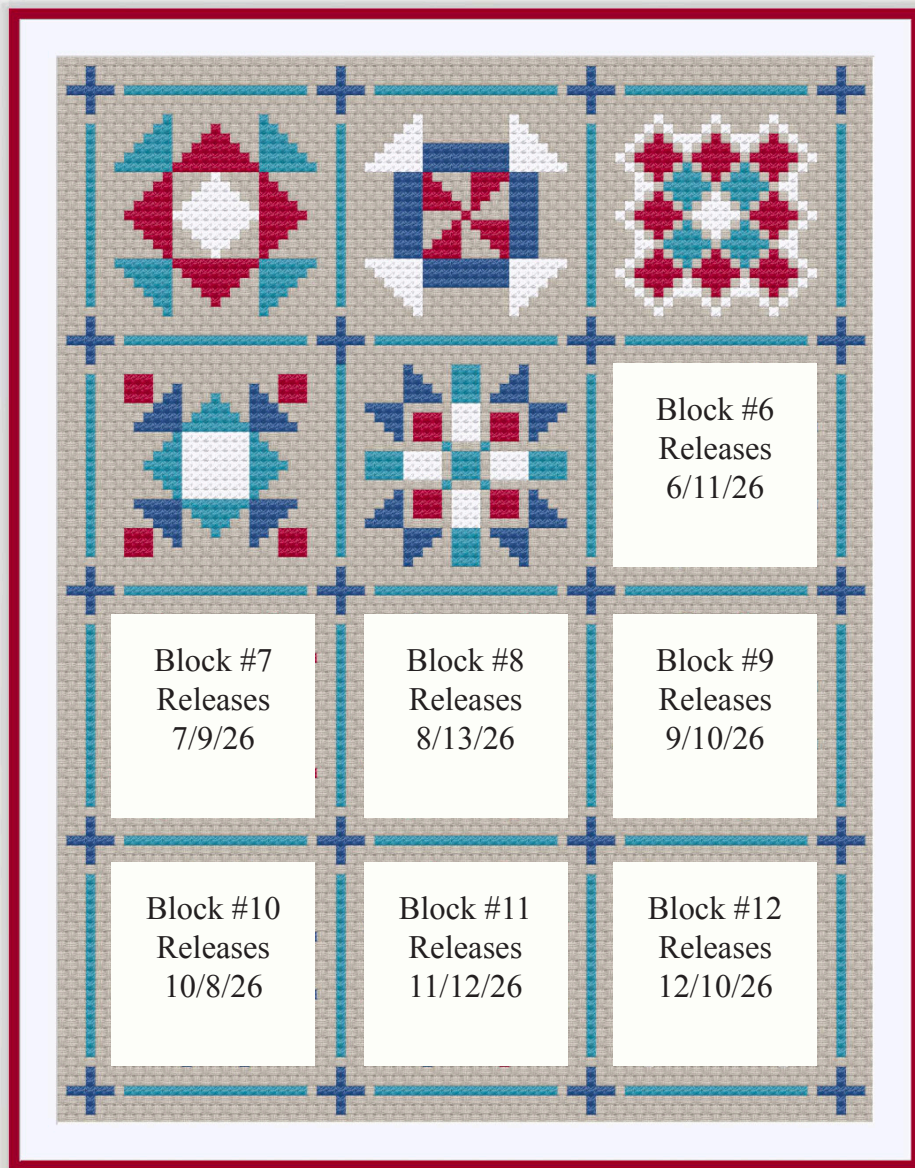 Block #6
Releases
6/11/26
Block #7
Releases
7/9/26
Block #8
Releases
8/13/26
Block #9
Releases
9/10/26
Block #10
Releases
10/8/26
Block #11
Releases
11/12/26
Block #12
Releases
12/10/26